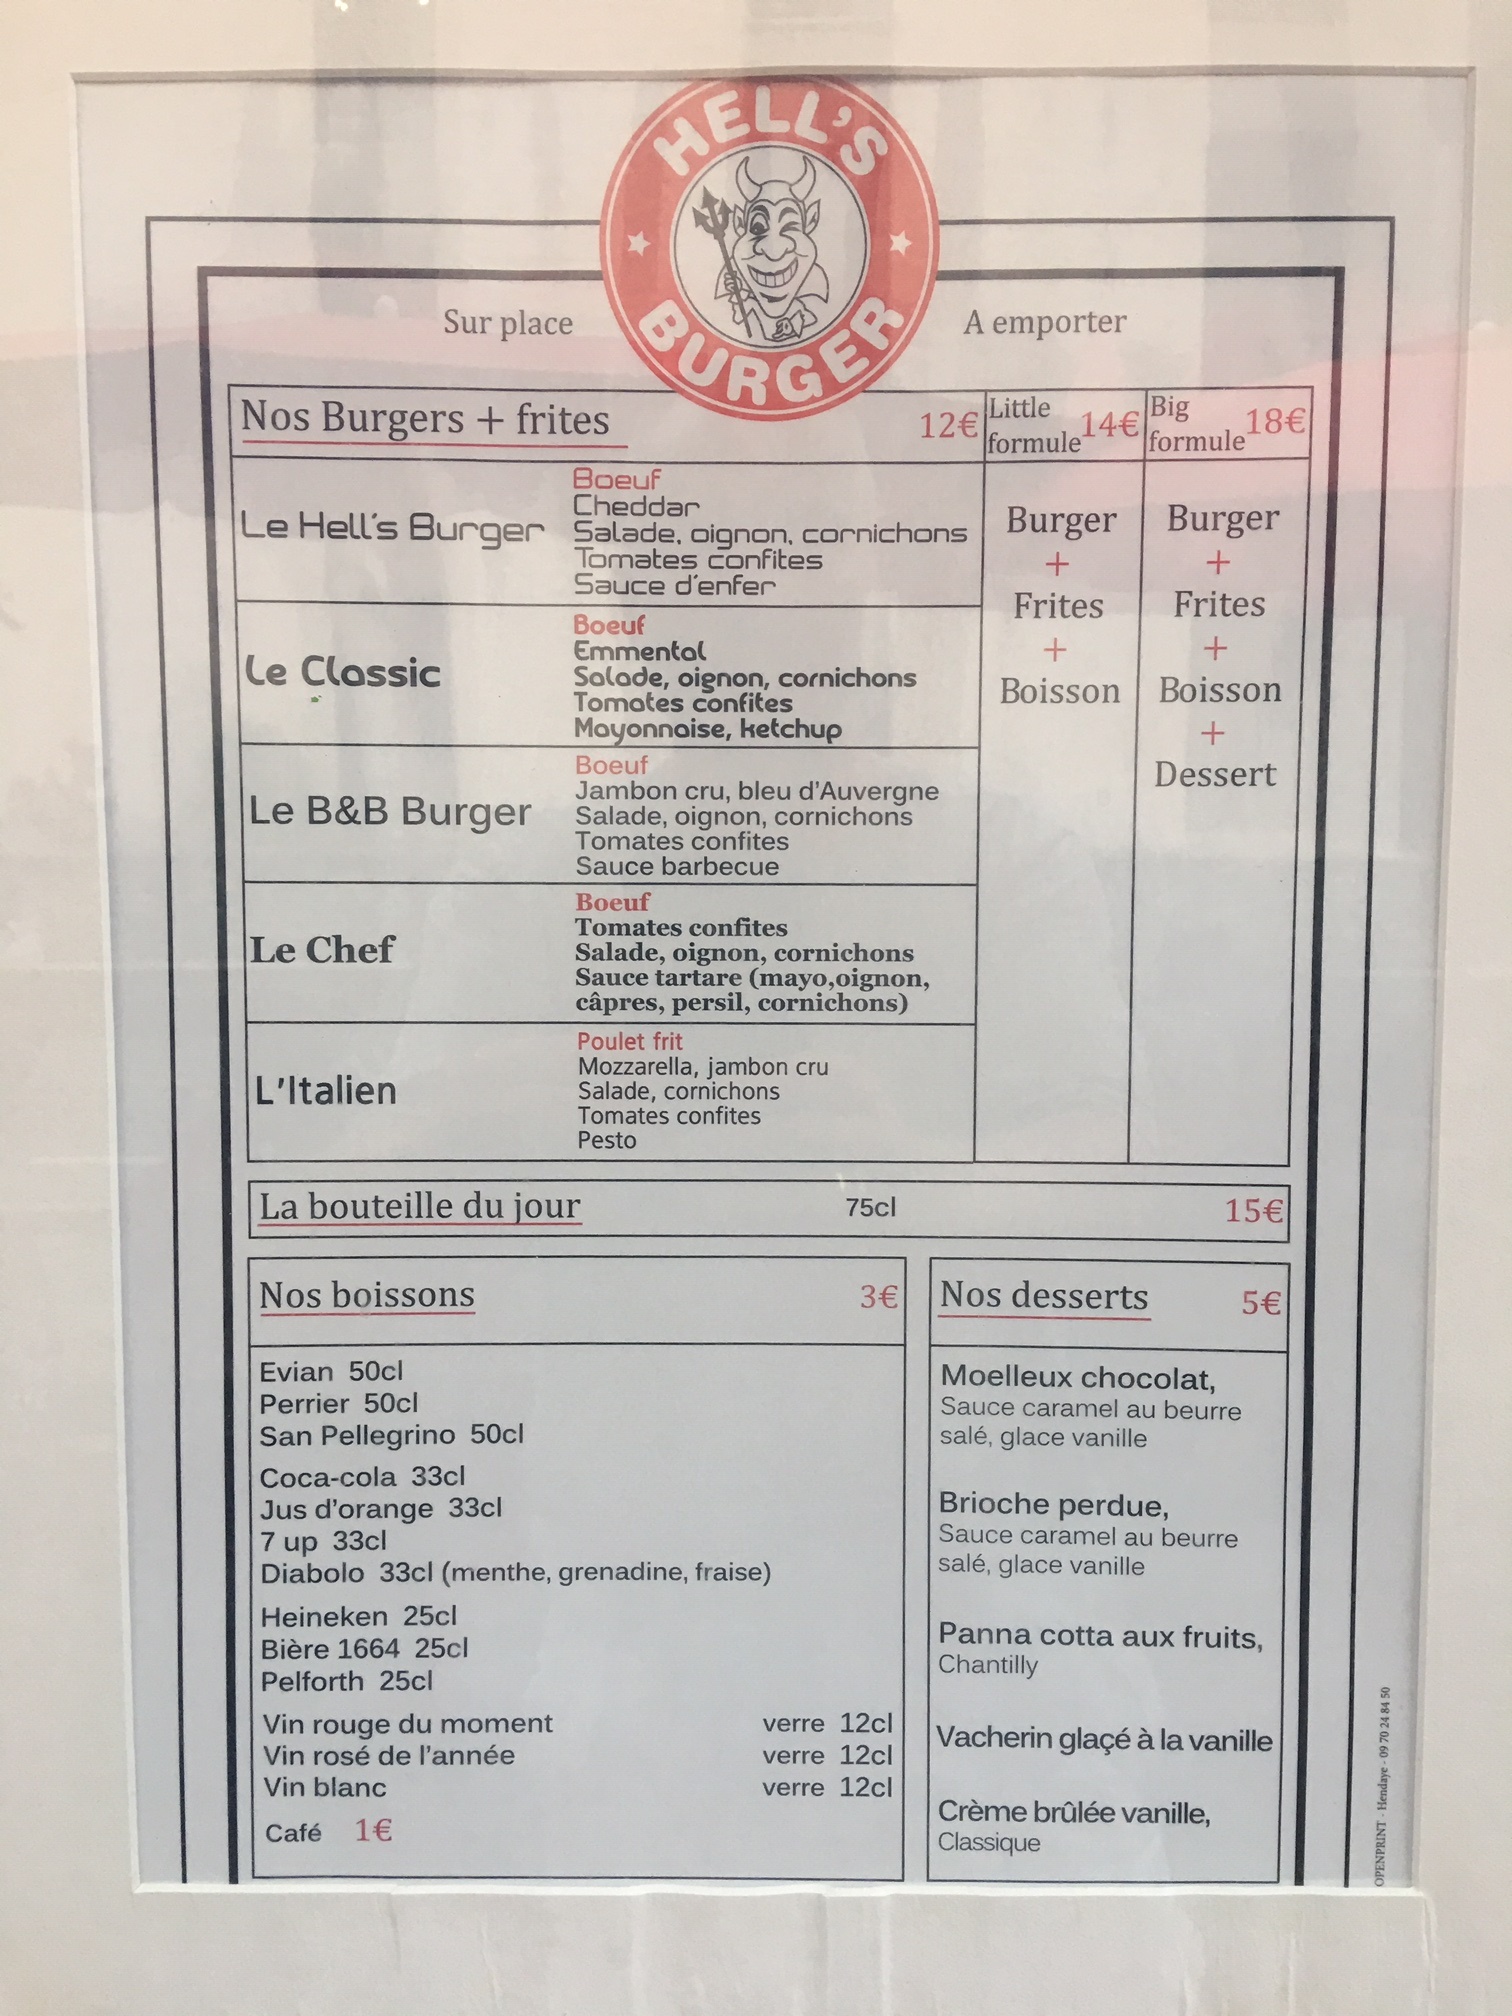 HELL'S
BURGER
Sur place
A emporter
Nos Burgers + frites 12€
Little
formule 14€
Big
formule 18€
Le Hell's Burger
Boeuf
Cheddar
Salade, oignon, cornichons
Tomates confites
Sauce d'enfer
Le Classic
Boeuf
Emmental
Salade, oignon, cornichons
Tomates confites
Mayonnaise, ketchup
Le B&B Burger
Boeuf
Jambon cru, bleu d'Auvergne
Salade, oignon, cornichons
Tomates confites
Sauce barbecue
Le Chef
Boeuf
Tomates confites
Salade, oignon, cornichons
Sauce tartare (mayo,oignon,
câpres, persil, cornichons)
L'Italien
Poulet frit
Mozzarella, jambon cru
Salade, cornichons
Tomates confites
Pesto
Burger
+
Frites
+
Boisson
Burger
+
Frites
+
Boisson
+
Dessert
La bouteille du jour 75cl 15€
Nos boissons 3€
Evian 50cl
Perrier 50cl
San Pellegrino 50cl
Coca-cola 33cl
Jus d'orange 33cl
7 up 33cl
Diabolo 33cl (menthe, grenadine, fraise)
Heineken 25cl
Bière 1664 25cl
Pelforth 25cl
Vin rouge du moment verre 12cl
Vin rosé de l'année verre 12cl
Vin blanc verre 12cl
Café 1€
Nos desserts 5€
Moelleux chocolat,
Sauce caramel au beurre
salé, glace vanille
Brioche perdue,
Sauce caramel au beurre
salé, glace vanille
Panna cotta aux fruits,
Chantilly
Vacherin glaçé à la vanille
Crème brûlée vanille,
Classique
OPENPRINT - Hendaye - 09 70 24 84 50